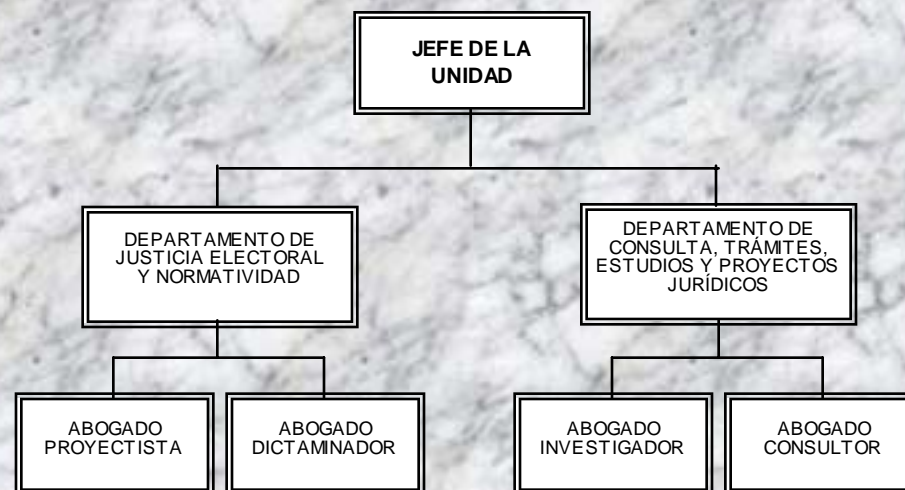 JEFE DE LA
UNIDAD
DEPARTAMENTO DE
JUSTICIA ELECTORAL
Y NORMATIVIDAD
DEPARTAMENTO DE
CONSULTA, TRÁMITES,
ESTUDIOS Y PROYECTOS
JURÍDICOS
ABOGADO
PROYECTISTA
ABOGADO
DICTAMINADOR
ABOGADO
INVESTIGADOR
ABOGADO
CONSULTOR